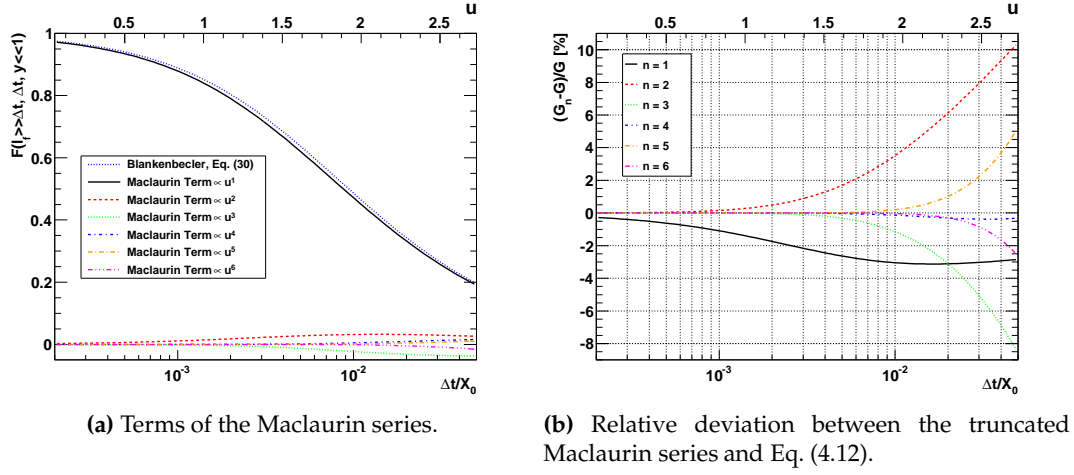 0.5 1 1.5 2 2.5 u
F(l_f>>Δt, Δt, y<<1)
1
0.8
0.6
0.4
0.2
0
Blankenbecler, Eq. (30)
Maclaurin Term ∝ u¹
Maclaurin Term ∝ u²
Maclaurin Term ∝ u³
Maclaurin Term ∝ u⁴
Maclaurin Term ∝ u⁵
Maclaurin Term ∝ u⁶
10⁻³ 10⁻²
Δt/X₀
(a) Terms of the Maclaurin series.
0.5 1 1.5 2 2.5 u
(G_n-G)/G [%]
10
8
6
4
2
0
-2
-4
-6
-8
n = 1
n = 2
n = 3
n = 4
n = 5
n = 6
10⁻³ 10⁻²
Δt/X₀
(b) Relative deviation between the truncated
Maclaurin series and Eq. (4.12).